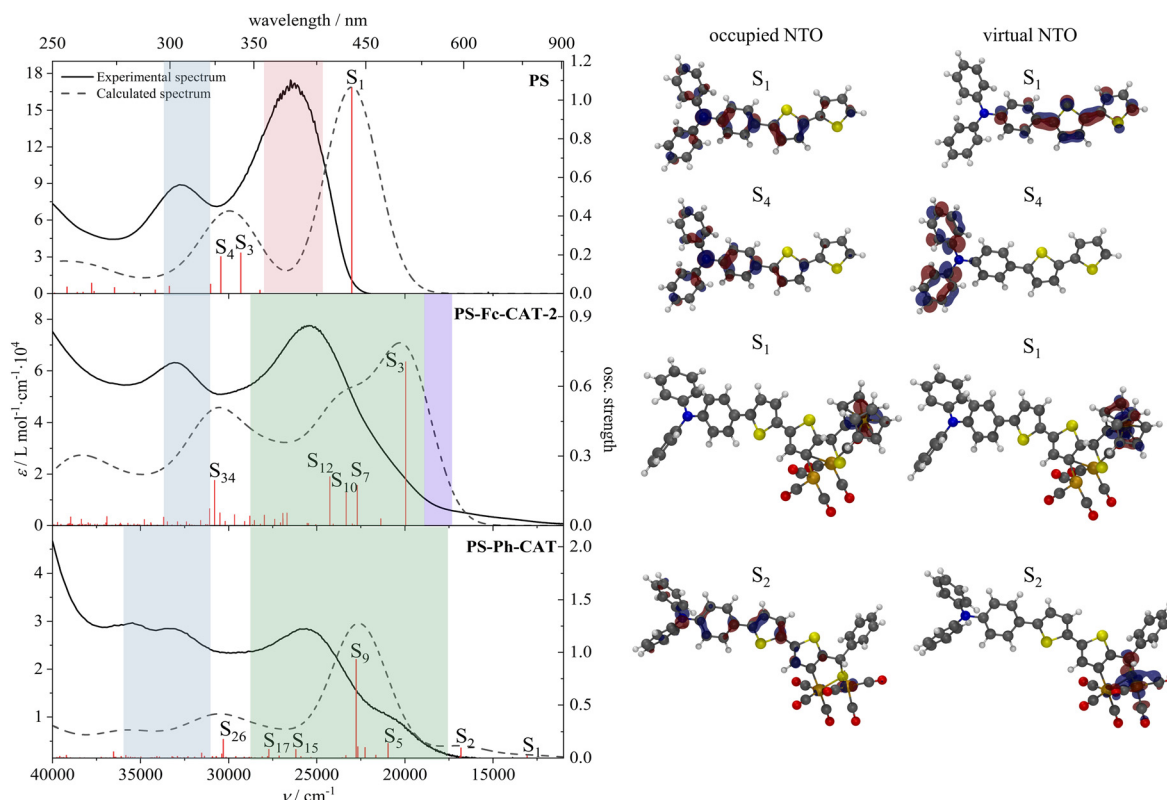 wavelength / nm
250 300 350 450 600 900
Experimental spectrum
Calculated spectrum
PS
S₁
S₄ S₃
18
15
12
9
6
3
0
1.2
1.0
0.8
0.6
0.4
0.2
0.0
PS-Fc-CAT-2
S₃
S₃₄
S₁₂
S₁₀
S₇
8
6
4
2
0
0.9
0.6
0.3
0.0
ε / L mol⁻¹·cm⁻¹·10⁴
osc. strength
PS-Ph-CAT
S₉
S₂₆
S₁₇ S₁₅
S₅
S₂
S₁
4
3
2
1
2.0
1.5
1.0
0.5
0.0
40000 35000 30000 25000 20000 15000
ν / cm⁻¹
occupied NTO virtual NTO
S₁ S₁
S₄ S₄
S₁ S₁
S₂ S₂